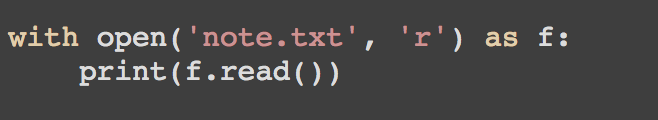 with open('note.txt', 'r') as f:
    print(f.read())